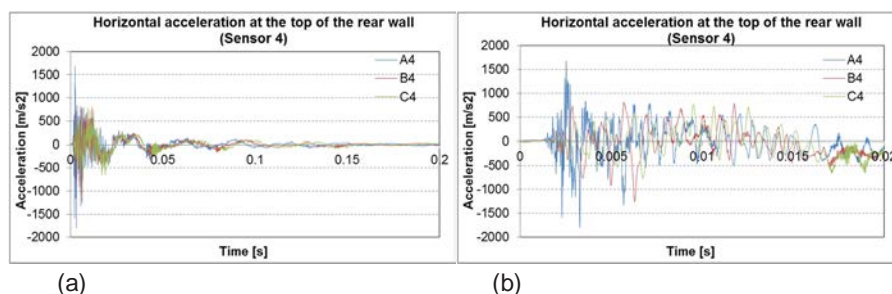 Horizontal acceleration at the top of the rear wall
(Sensor 4)
Acceleration [m/s2]
2000
1500
1000
500
0
-500
-1000
-1500
-2000
0
0.05
0.1
0.15
0.2
A4
B4
C4
Time [s]
(a)
Horizontal acceleration at the top of the rear wall
(Sensor 4)
Acceleration [m/s2]
2000
1500
1000
500
0
-500
-1000
-1500
-2000
0
0.005
0.01
0.015
0.02
A4
B4
C4
Time [s]
(b)